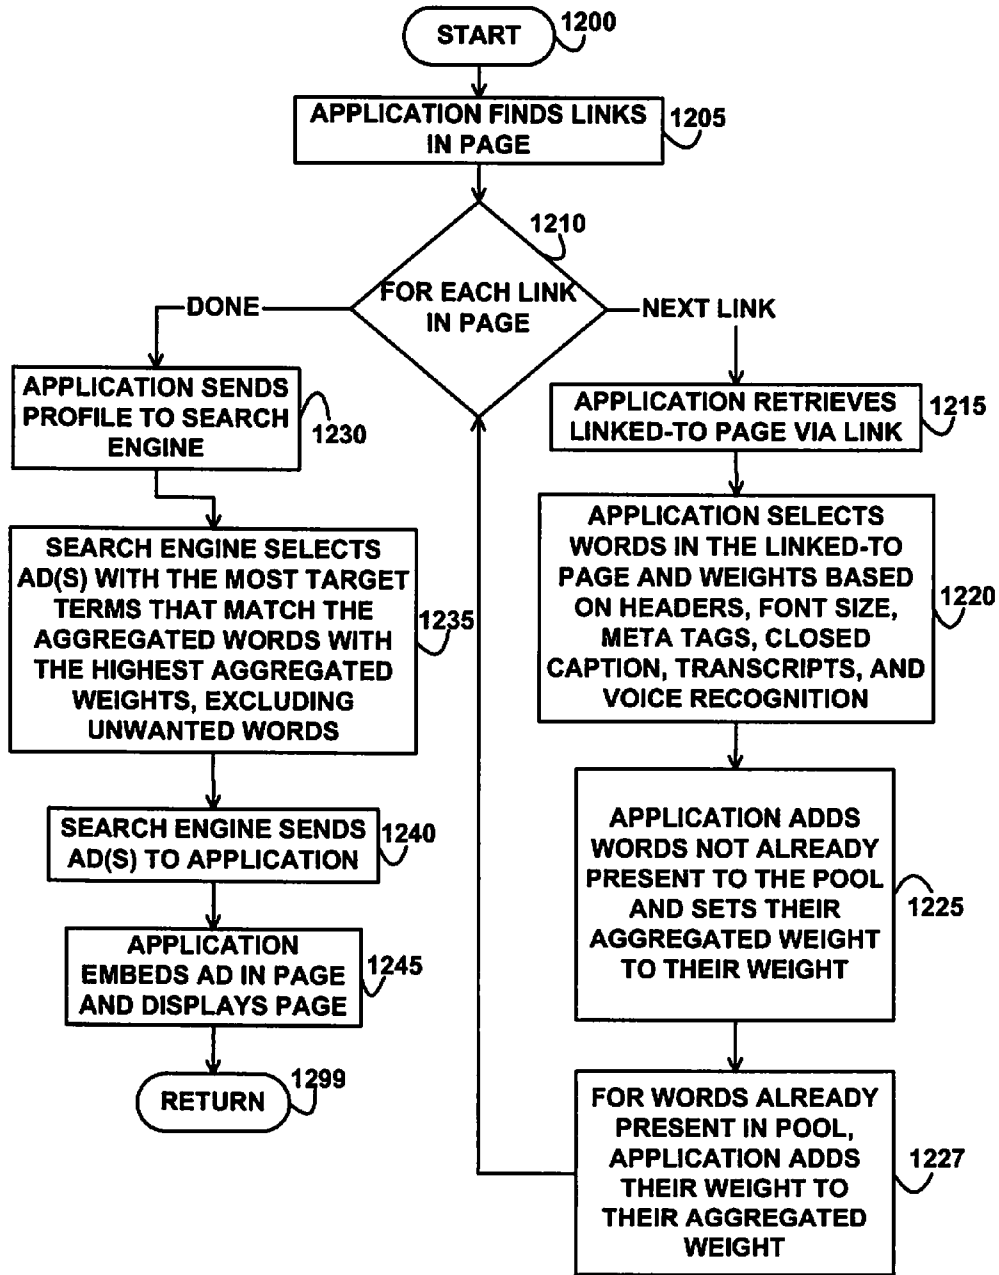 START
1200
APPLICATION FINDS LINKS
IN PAGE
1205
1210
FOR EACH LINK
IN PAGE
DONE
NEXT LINK
APPLICATION SENDS
PROFILE TO SEARCH
ENGINE
1230
SEARCH ENGINE SELECTS
AD(S) WITH THE MOST TARGET
TERMS THAT MATCH THE
AGGREGATED WORDS WITH
THE HIGHEST AGGREGATED
WEIGHTS, EXCLUDING
UNWANTED WORDS
1235
SEARCH ENGINE SENDS
AD(S) TO APPLICATION
1240
APPLICATION
EMBEDS AD IN PAGE
AND DISPLAYS PAGE
1245
RETURN
1299
APPLICATION RETRIEVES
LINKED-TO PAGE VIA LINK
1215
APPLICATION SELECTS
WORDS IN THE LINKED-TO
PAGE AND WEIGHTS BASED
ON HEADERS, FONT SIZE,
META TAGS, CLOSED
CAPTION, TRANSCRIPTS, AND
VOICE RECOGNITION
1220
APPLICATION ADDS
WORDS NOT ALREADY
PRESENT TO THE POOL
AND SETS THEIR
AGGREGATED WEIGHT
TO THEIR WEIGHT
1225
FOR WORDS ALREADY
PRESENT IN POOL,
APPLICATION ADDS
THEIR WEIGHT TO
THEIR AGGREGATED
WEIGHT
1227